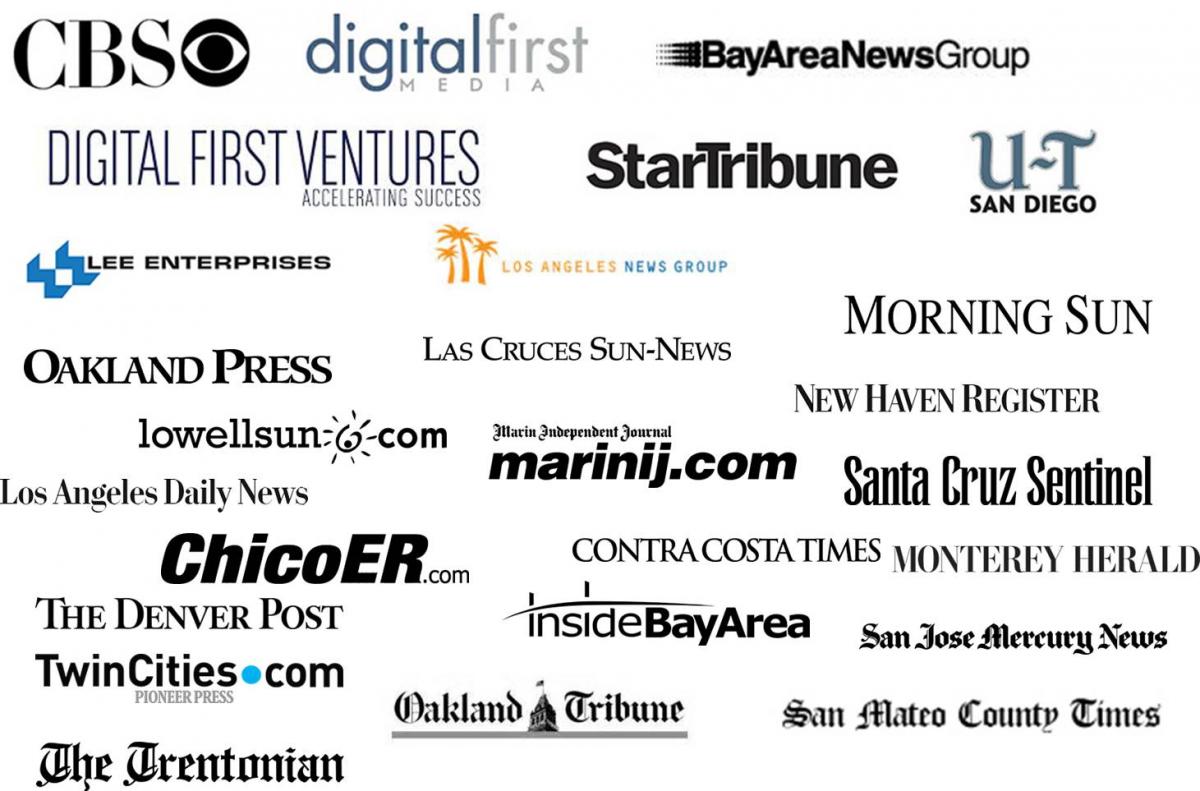 CBS
digitalfirst
MEDIA
BayAreaNewsGroup
DIGITAL FIRST VENTURES
ACCELERATING SUCCESS
StarTribune
U-T
SAN DIEGO
LEE ENTERPRISES
LOS ANGELES NEWS GROUP
MORNING SUN
OAKLAND PRESS
LAS CRUCES SUN-NEWS
NEW HAVEN REGISTER
lowellsun.com
Marin Independent Journal
marinij.com
Santa Cruz Sentinel
Los Angeles Daily News
ChicoER.com
CONTRA COSTA TIMES
MONTEREY HERALD
THE DENVER POST
insideBayArea
San Jose Mercury News
TwinCities.com
PIONEER PRESS
Oakland Tribune
San Mateo County Times
The Trentonian